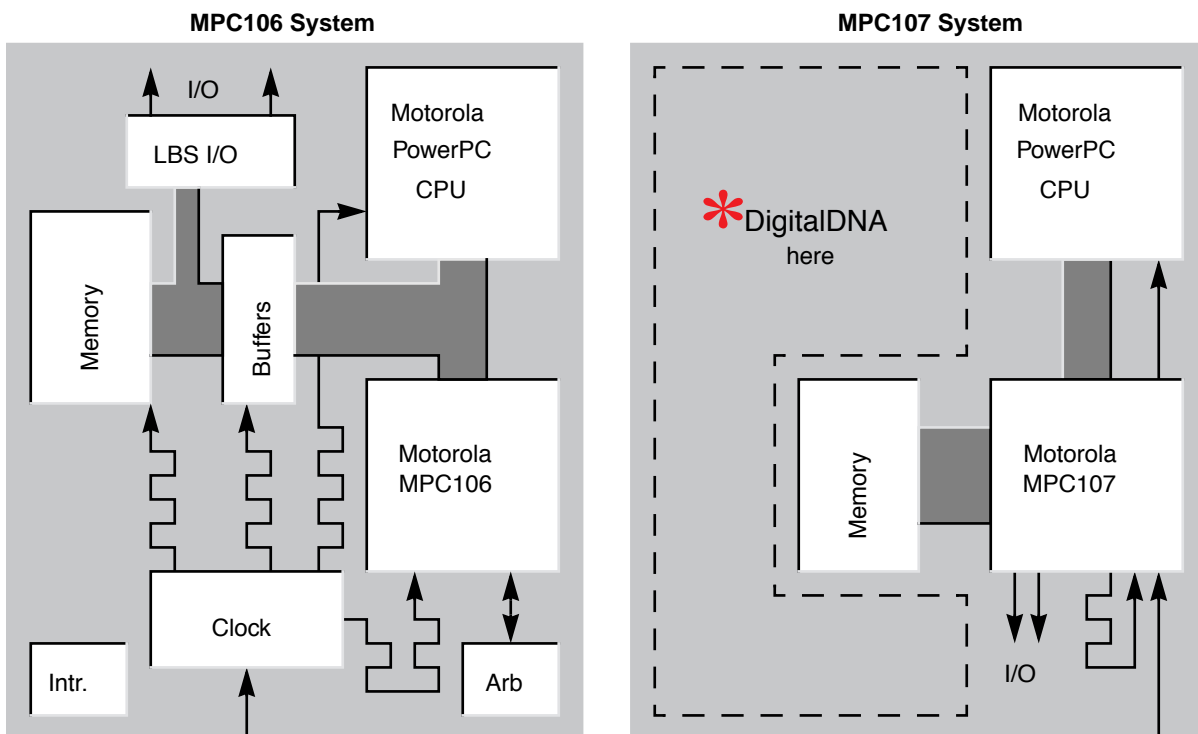 MPC106 System
I/O
LBS I/O
Motorola
PowerPC
CPU
Memory
Buffers
Motorola
MPC106
Clock
Intr.
Arb
MPC107 System
Motorola
PowerPC
CPU
*DigitalDNA
here
Memory
Motorola
MPC107
I/O